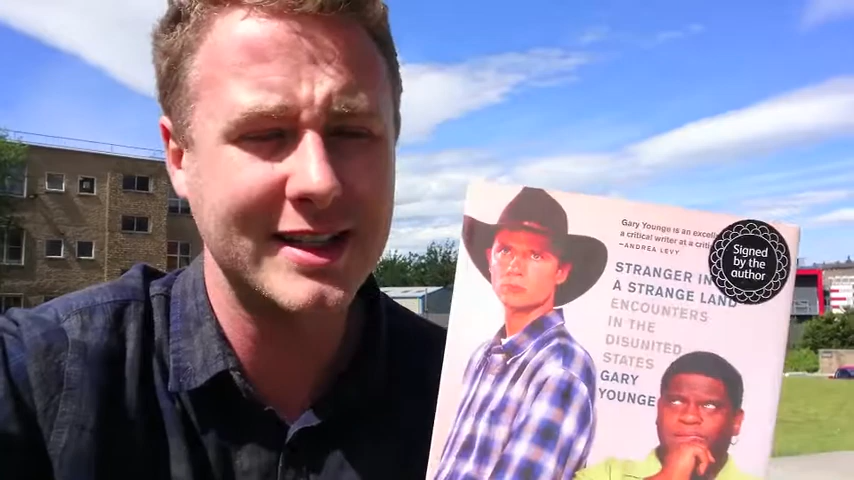 Gary Younge is an excell
a critical writer at a criti
—ANDREA LEVY
Signed
by the
author
STRANGER IN
A STRANGE LAND
ENCOUNTERS
IN THE
DISUNITED
STATES
GARY
YOUNGE